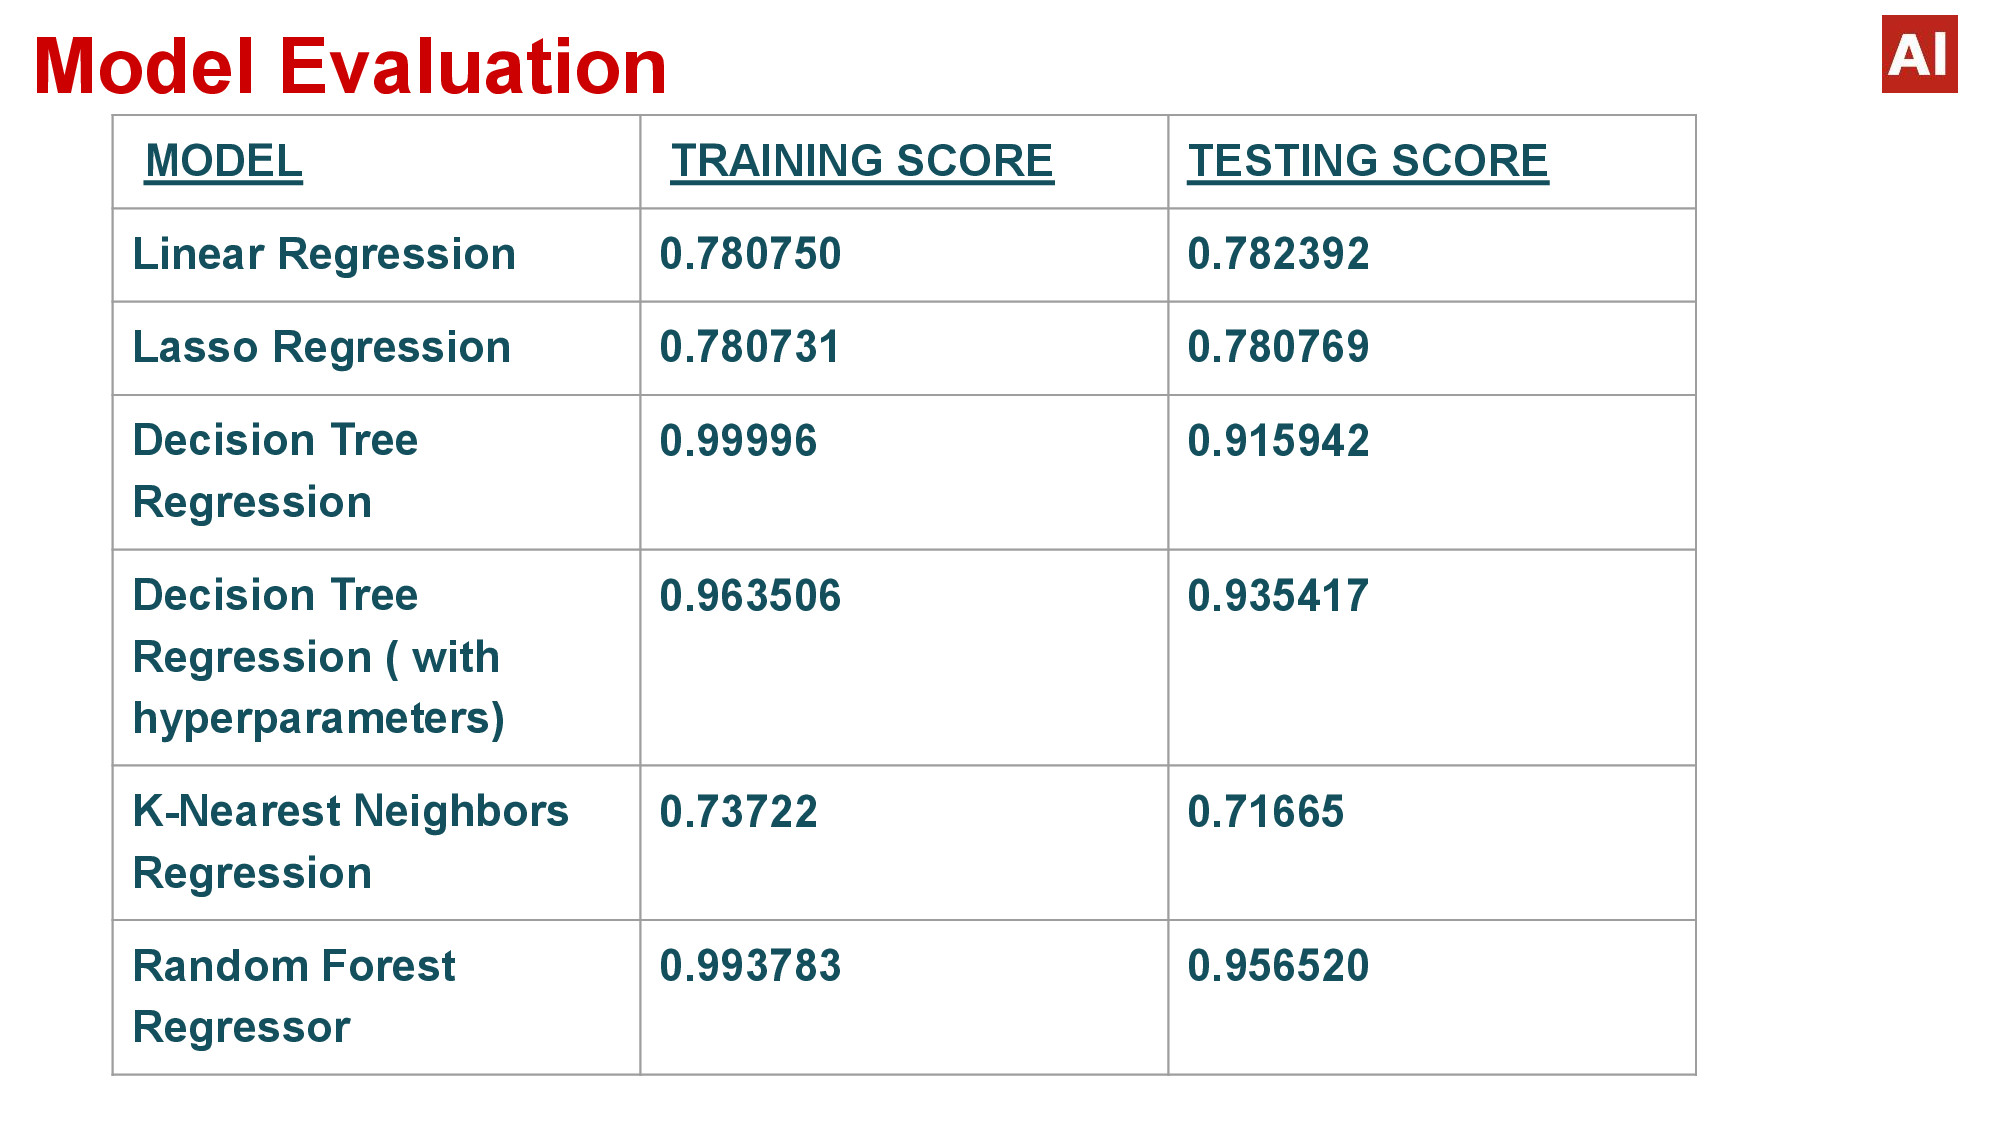 Model Evaluation
AI
MODEL TRAINING SCORE TESTING SCORE
Linear Regression 0.780750 0.782392
Lasso Regression 0.780731 0.780769
Decision Tree 0.99996 0.915942
Regression
Decision Tree 0.963506 0.935417
Regression ( with
hyperparameters)
K-Nearest Neighbors 0.73722 0.71665
Regression
Random Forest 0.993783 0.956520
Regressor